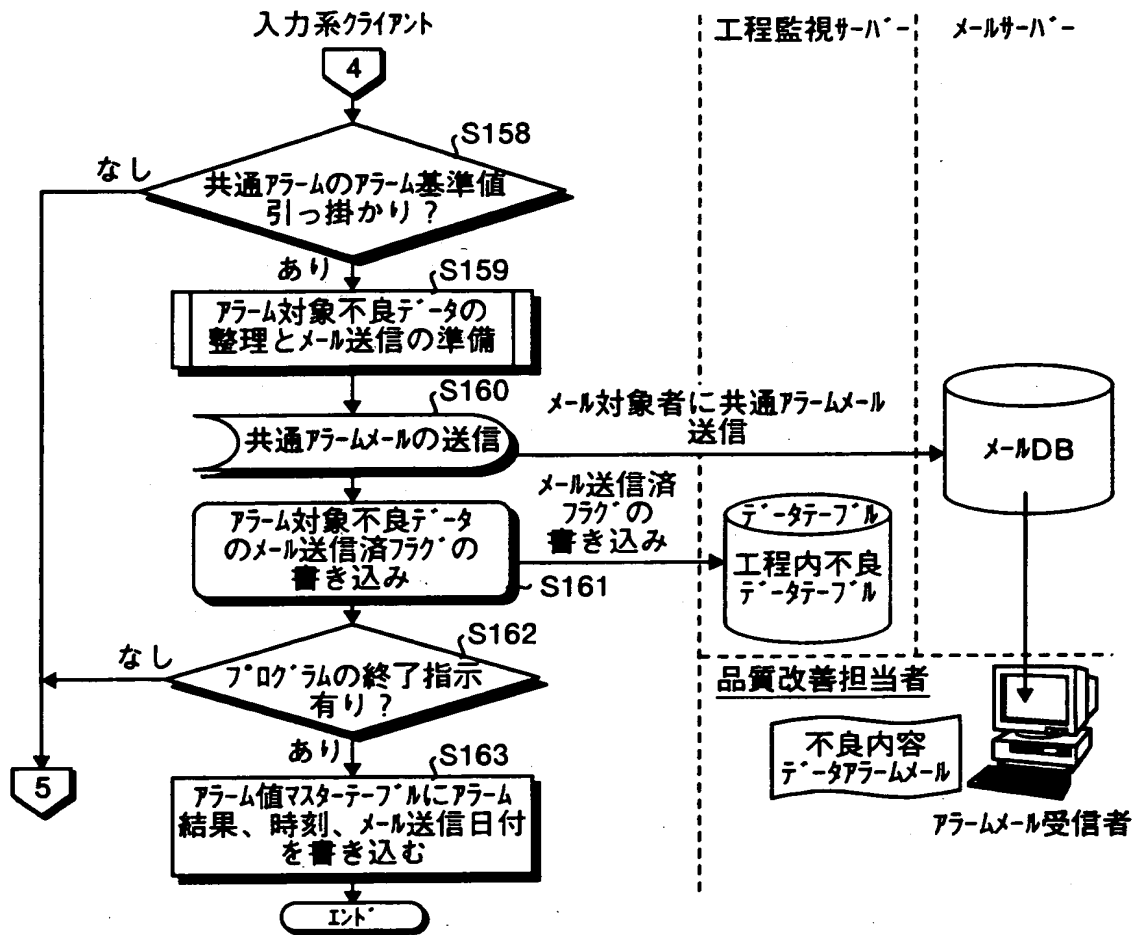 入力系クライアント
工程監視サーバー
メールサーバー
4
S158
なし
共通アラームのアラーム基準値
引っ掛かり?
あり
S159
アラーム対象不良データの
整理とメール送信の準備
S160
共通アラームメールの送信
メール対象者に共通アラームメール
送信
メールDB
アラーム対象不良データ
のメール送信済フラグの
書き込み
S161
メール送信済
フラグの
書き込み
データテーブル
工程内不良
データテーブル
S162
なし
プログラムの終了指示
有り?
あり
品質改善担当者
不良内容
データアラームメール
アラームメール受信者
5
S163
アラーム値マスターテーブルにアラーム
結果、時刻、メール送信日付
を書き込む
エンド